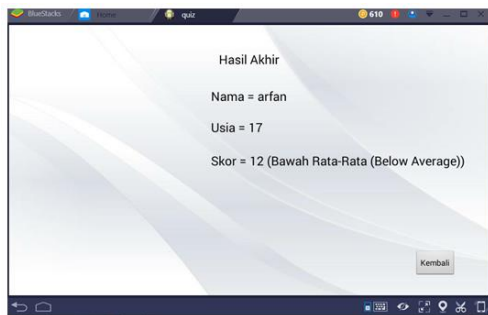 BlueStacks Home quiz 610
Hasil Akhir
Nama = arfan
Usia = 17
Skor = 12 (Bawah Rata-Rata (Below Average))
Kembali